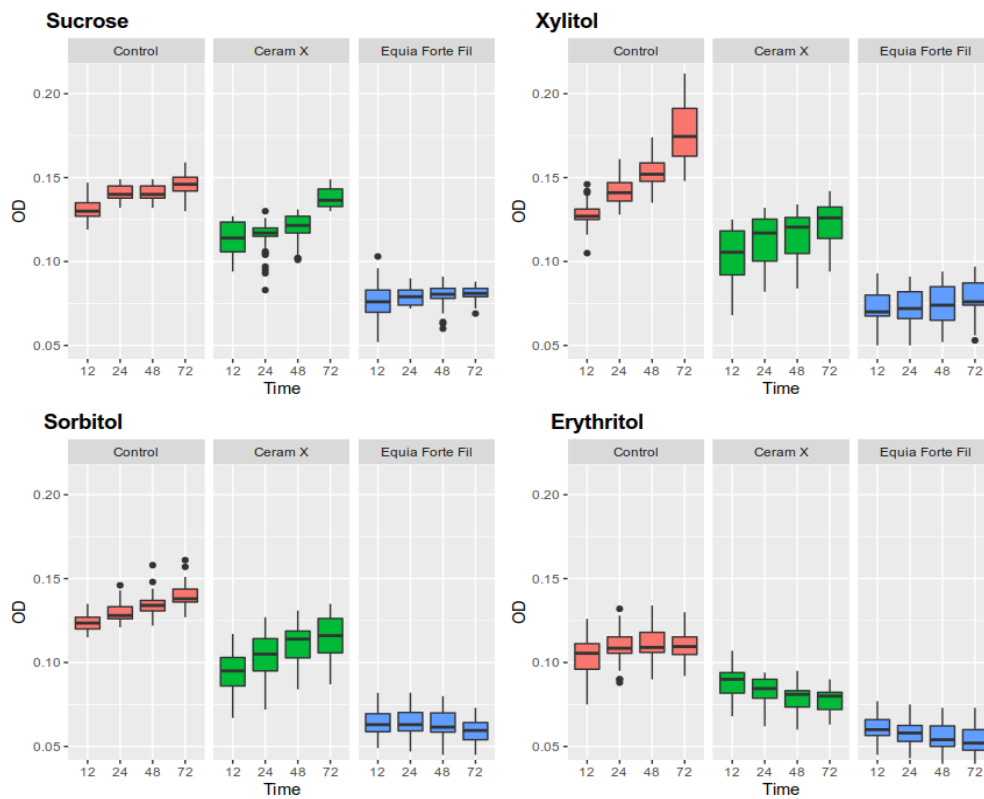 Sucrose
Control Ceram X Equia Forte Fil
0.20
0.15
0.10
0.05
OD
12 24 48 72 12 24 48 72 12 24 48 72
Time
Xylitol
Control Ceram X Equia Forte Fil
0.20
0.15
0.10
0.05
OD
12 24 48 72 12 24 48 72 12 24 48 72
Time
Sorbitol
Control Ceram X Equia Forte Fil
0.20
0.15
0.10
0.05
OD
12 24 48 72 12 24 48 72 12 24 48 72
Time
Erythritol
Control Ceram X Equia Forte Fil
0.20
0.15
0.10
0.05
OD
12 24 48 72 12 24 48 72 12 24 48 72
Time